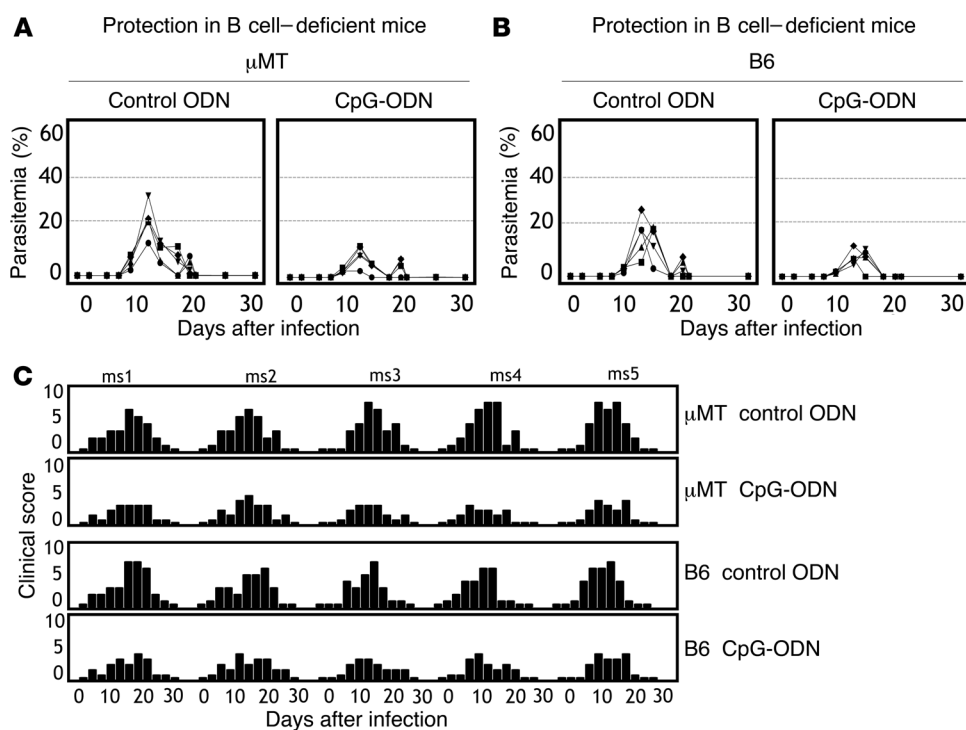 A Protection in B cell–deficient mice
μMT
Control ODN CpG-ODN
Parasitemia (%)
60
40
20
0
0 10 20 30 0 10 20 30
Days after infection
B Protection in B cell–deficient mice
B6
Control ODN CpG-ODN
Parasitemia (%)
60
40
20
0
0 10 20 30 0 10 20 30
Days after infection
C
ms1 ms2 ms3 ms4 ms5
Clinical score
10
5
0
μMT control ODN
10
5
0
μMT CpG-ODN
10
5
0
B6 control ODN
10
5
0
B6 CpG-ODN
0 10 20 30 0 10 20 30 0 10 20 30 0 10 20 30 0 10 20 30
Days after infection